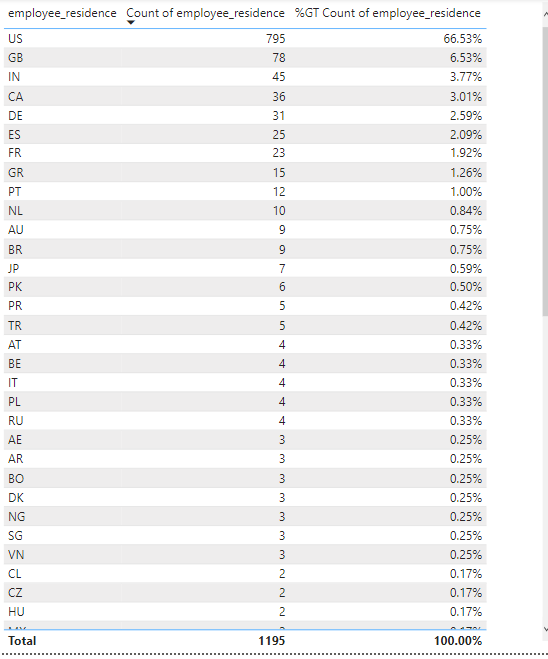 employee_residence Count of employee_residence %GT Count of employee_residence
US 795 66.53%
GB 78 6.53%
IN 45 3.77%
CA 36 3.01%
DE 31 2.59%
ES 25 2.09%
FR 23 1.92%
GR 15 1.26%
PT 12 1.00%
NL 10 0.84%
AU 9 0.75%
BR 9 0.75%
JP 7 0.59%
PK 6 0.50%
PR 5 0.42%
TR 5 0.42%
AT 4 0.33%
BE 4 0.33%
IT 4 0.33%
PL 4 0.33%
RU 4 0.33%
AE 3 0.25%
AR 3 0.25%
BO 3 0.25%
DK 3 0.25%
NG 3 0.25%
SG 3 0.25%
VN 3 0.25%
CL 2 0.17%
CZ 2 0.17%
HU 2 0.17%
Total 1195 100.00%